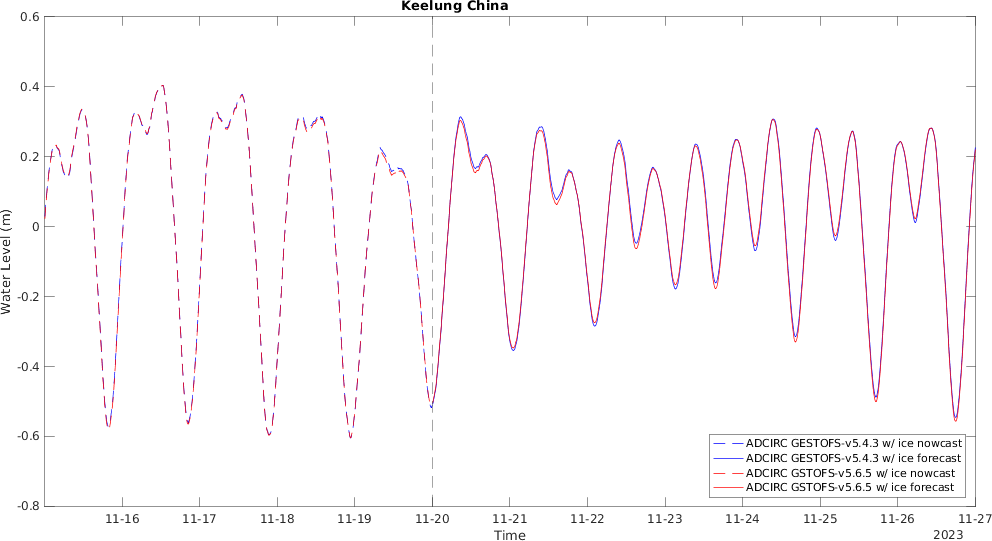 Keelung China
0.6
0.4
0.2
0
-0.2
-0.4
-0.6
-0.8
Water Level (m)
ADCIRC GESTOFS-v5.4.3 w/ ice nowcast
ADCIRC GESTOFS-v5.4.3 w/ ice forecast
ADCIRC GSTOFS-v5.6.5 w/ ice nowcast
ADCIRC GSTOFS-v5.6.5 w/ ice forecast
11-16 11-17 11-18 11-19 11-20 11-21 11-22 11-23 11-24 11-25 11-26 11-27
Time
2023